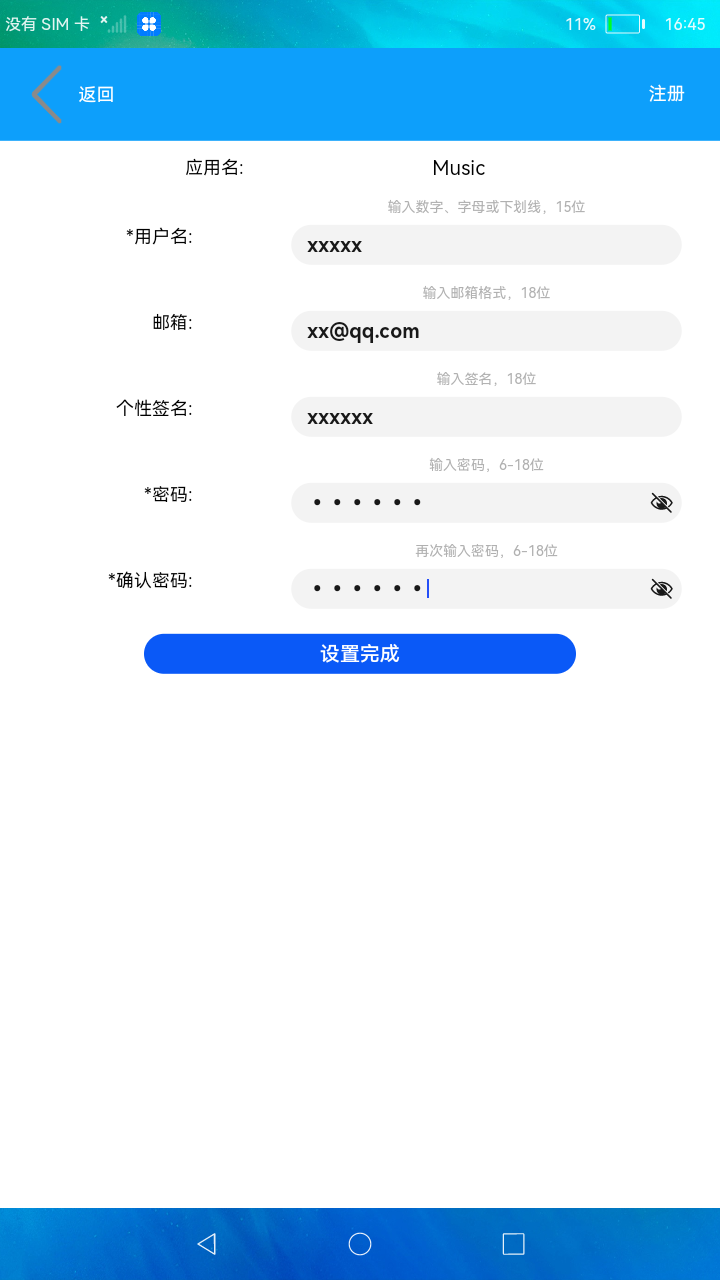 没有 SIM 卡 11% 16:45
返回 注册
应用名: Music
输入数字、字母或下划线，15位
*用户名: xxxxx
输入邮箱格式，18位
邮箱: xx@qq.com
输入签名，18位
个性签名: xxxxxx
输入密码，6-18位
*密码: ••••••
再次输入密码，6-18位
*确认密码: ••••••
设置完成